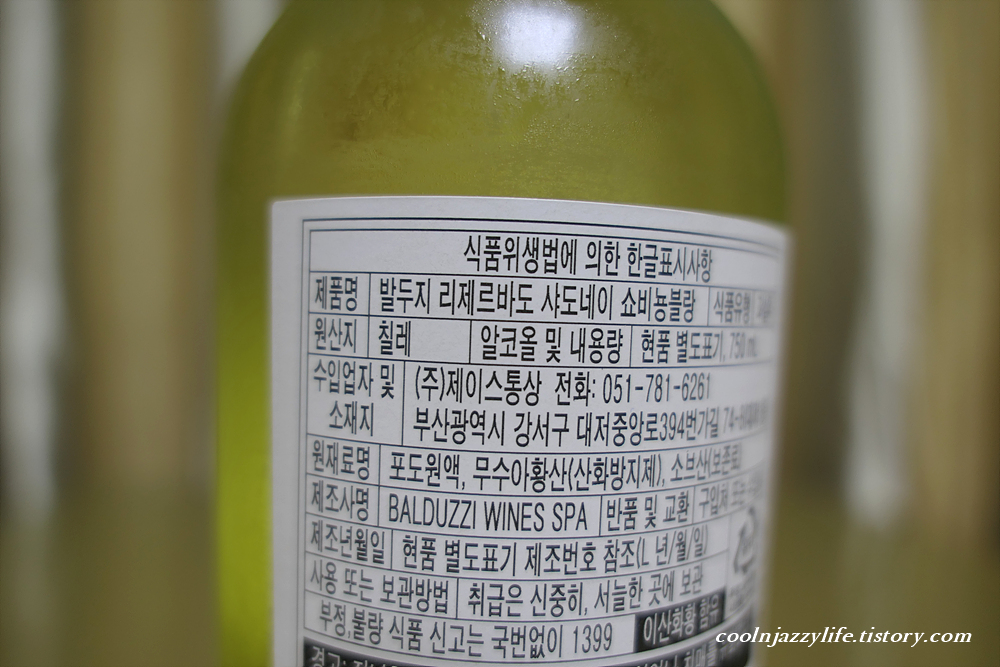 식품위생법에 의한 한글표시사항
제품명 발두지 리제르바도 샤도네이 쇼비뇽블랑 식품유형
원산지 칠레 알코올 및 내용량 현품 별도표기, 750 mL
수입업자 및 소재지 (주)제이스통상 전화: 051-781-6261
부산광역시 강서구 대저중앙로394번가길
원재료명 포도원액, 무수아황산(산화방지제), 소브산(보존료)
제조사명 BALDUZZI WINES SPA 반품 및 교환 구입처
제조년월일 현품 별도표기 제조번호 참조(L 년/월/일)
사용 또는 보관방법 취급은 신중히, 서늘한 곳에 보관
부정,불량 식품 신고는 국번없이 1399 이산화황 함유
coolnjazzylife.tistory.com